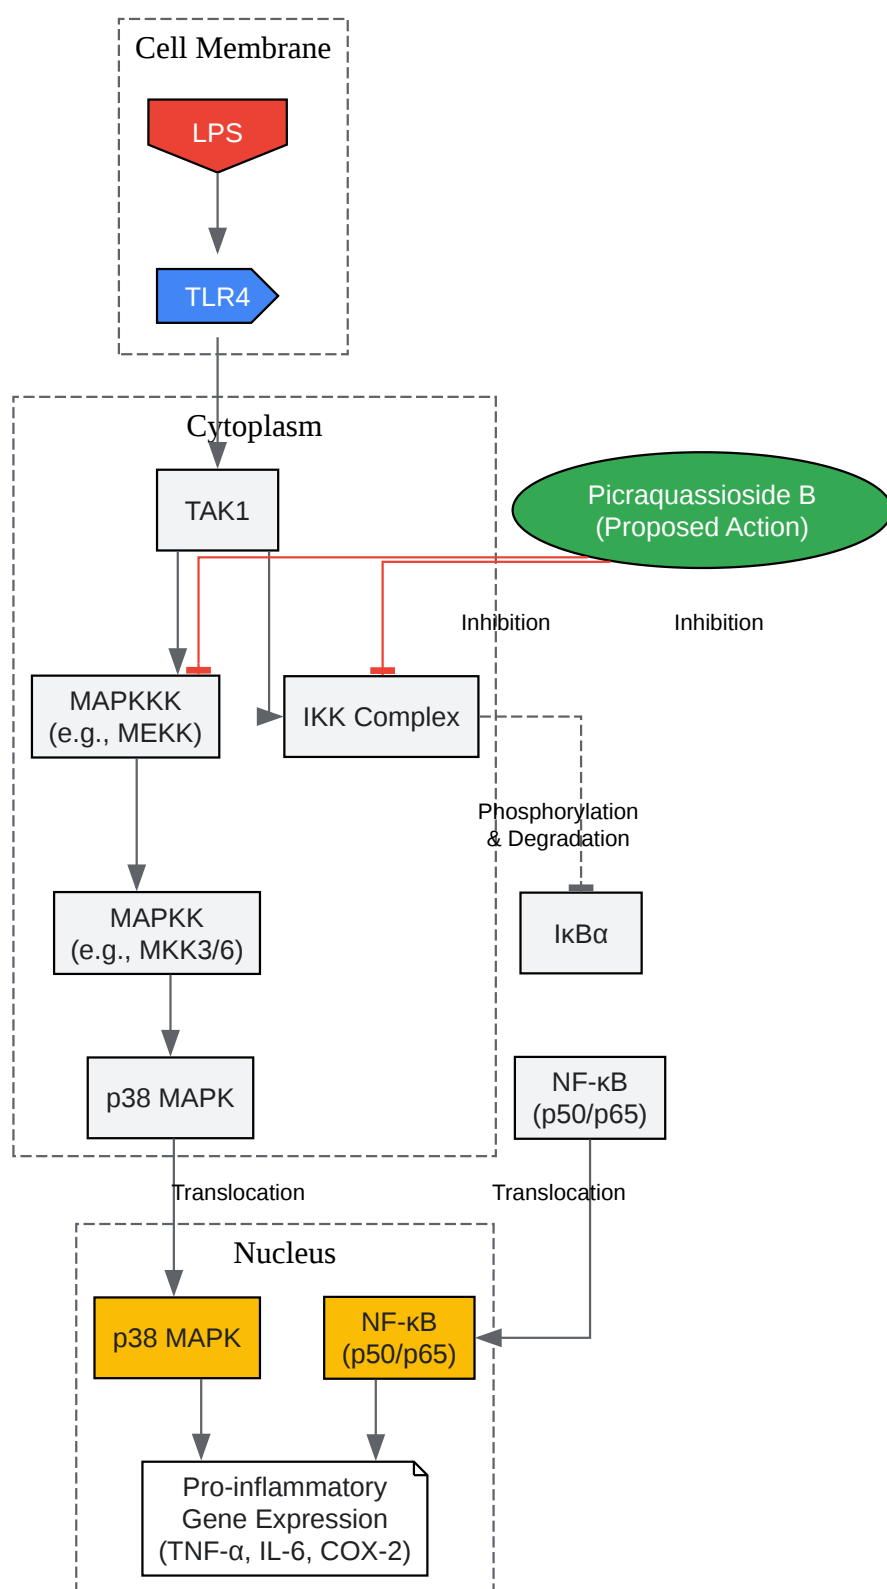 Cell Membrane
LPS
TLR4
Cytoplasm
TAK1
Picraquassioside B
(Proposed Action)
Inhibition
Inhibition
MAPKKK
(e.g., MEKK)
IKK Complex
Phosphorylation
& Degradation
MAPKK
(e.g., MKK3/6)
IκBα
p38 MAPK
NF-κB
(p50/p65)
Translocation
Translocation
Nucleus
p38 MAPK
NF-κB
(p50/p65)
Pro-inflammatory
Gene Expression
(TNF-α, IL-6, COX-2)